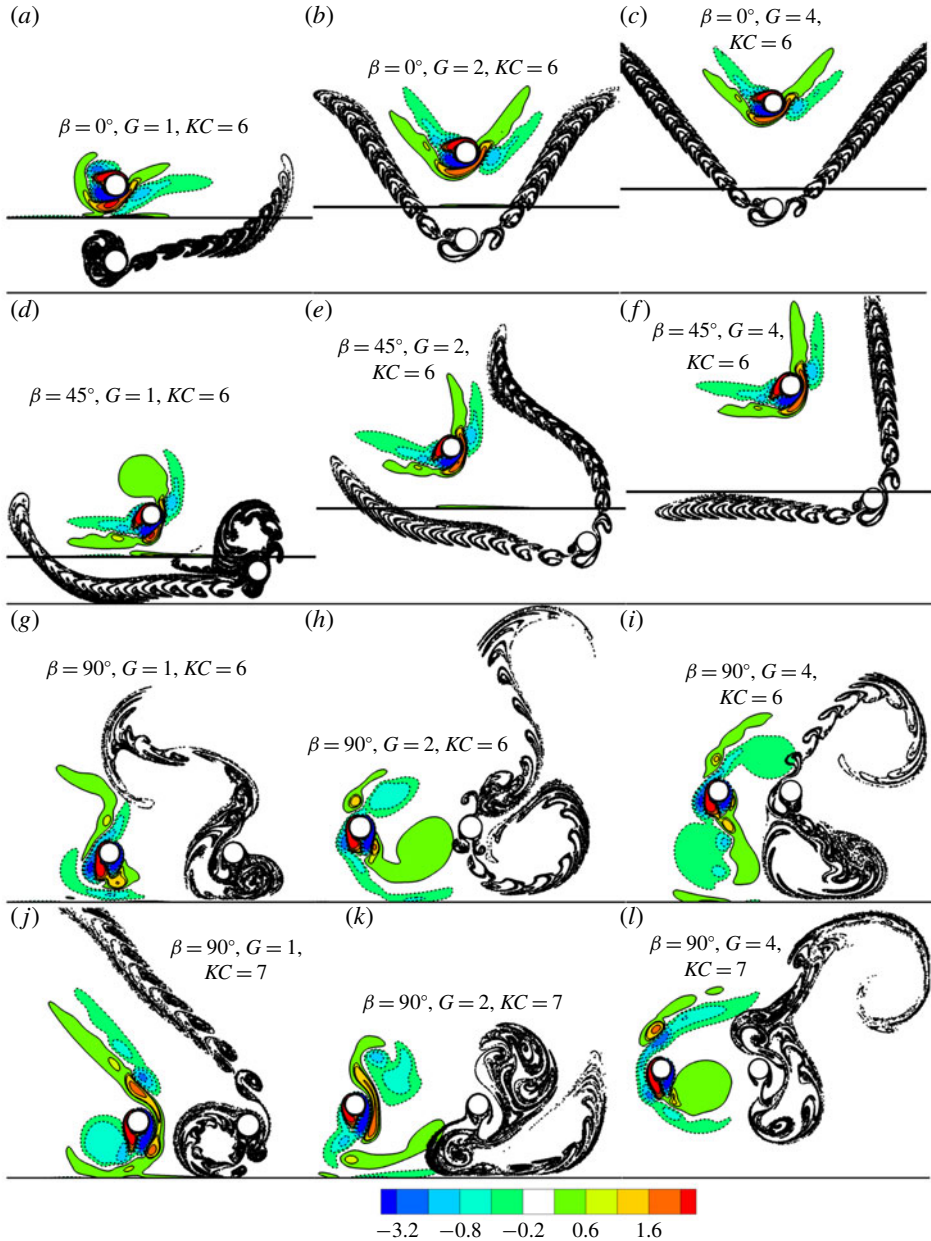 (a)
β = 0°, G = 1, KC = 6
(b)
β = 0°, G = 2, KC = 6
(c)
β = 0°, G = 4,
KC = 6
(d)
β = 45°, G = 1, KC = 6
(e)
β = 45°, G = 2,
KC = 6
(f)
β = 45°, G = 4,
KC = 6
(g)
β = 90°, G = 1, KC = 6
(h)
β = 90°, G = 2, KC = 6
(i)
β = 90°, G = 4,
KC = 6
(j)
β = 90°, G = 1,
KC = 7
(k)
β = 90°, G = 2, KC = 7
(l)
β = 90°, G = 4,
KC = 7
−3.2 −0.8 −0.2 0.6 1.6